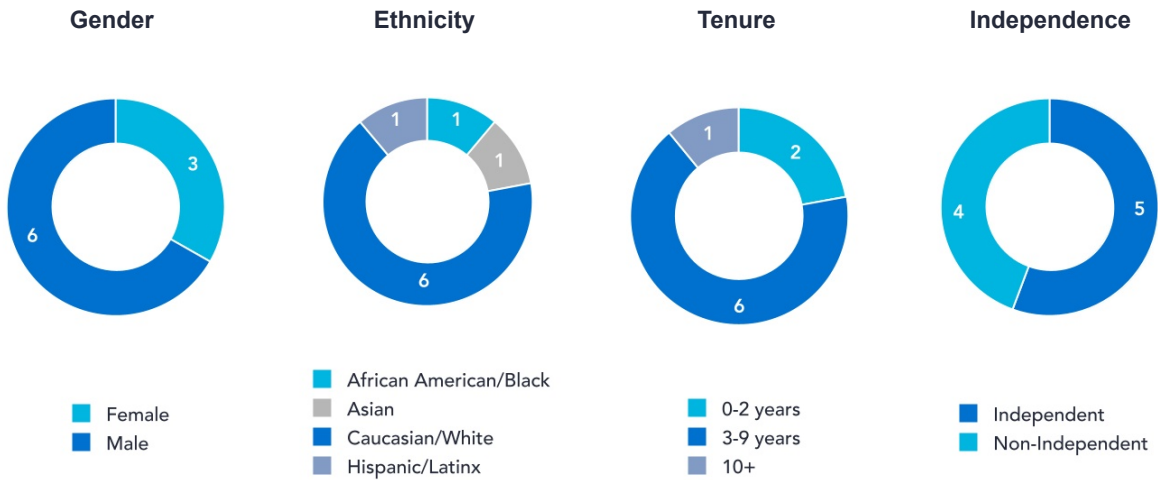 Gender
3
6
Female
Male
Ethnicity
1
1
1
6
African American/Black
Asian
Caucasian/White
Hispanic/Latinx
Tenure
1
2
6
0-2 years
3-9 years
10+
Independence
4
5
Independent
Non-Independent